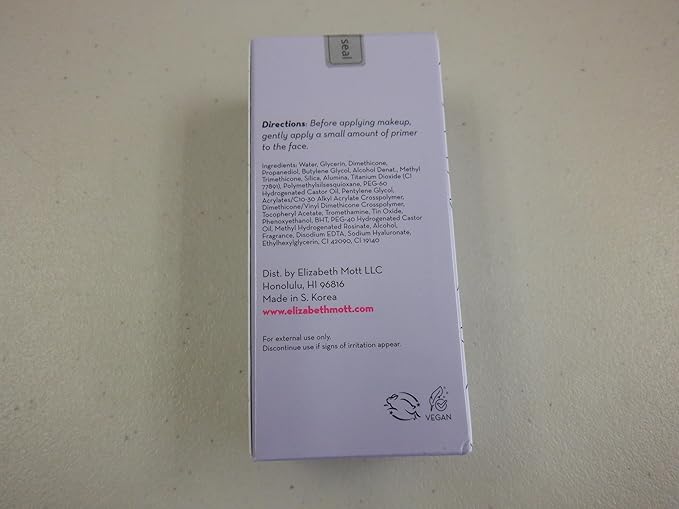 seal
Directions: Before applying makeup,
gently apply a small amount of primer
to the face.
Ingredients: Water, Glycerin, Dimethicone,
Propanediol, Butylene Glycol, Alcohol Denat., Methyl
Trimethicone, Silica, Alumina, Titanium Dioxide (CI
77891), Polymethylsilsesquioxane, PEG-60
Hydrogenated Castor Oil, Pentylene Glycol,
Acrylates/C10-30 Alkyl Acrylate Crosspolymer,
Dimethicone/Vinyl Dimethicone Crosspolymer,
Tocopheryl Acetate, Tromethamine, Tin Oxide,
Phenoxyethanol, BHT, PEG-40 Hydrogenated Castor
Oil, Methyl Hydrogenated Rosinate, Alcohol,
Fragrance, Disodium EDTA, Sodium Hyaluronate,
Ethylhexylglycerin, CI 42090, CI 19140
Dist. by Elizabeth Mott LLC
Honolulu, HI 96816
Made in S. Korea
www.elizabethmott.com
For external use only.
Discontinue use if signs of irritation appear.
VEGAN